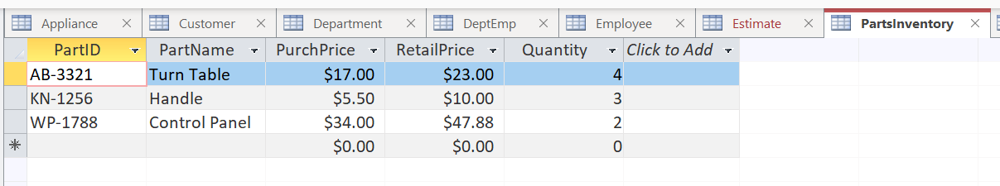 Appliance Customer Department DeptEmp Employee Estimate PartsInventory
PartID PartName PurchPrice RetailPrice Quantity Click to Add
AB-3321 Turn Table $17.00 $23.00 4
KN-1256 Handle $5.50 $10.00 3
WP-1788 Control Panel $34.00 $47.88 2
$0.00 $0.00 0